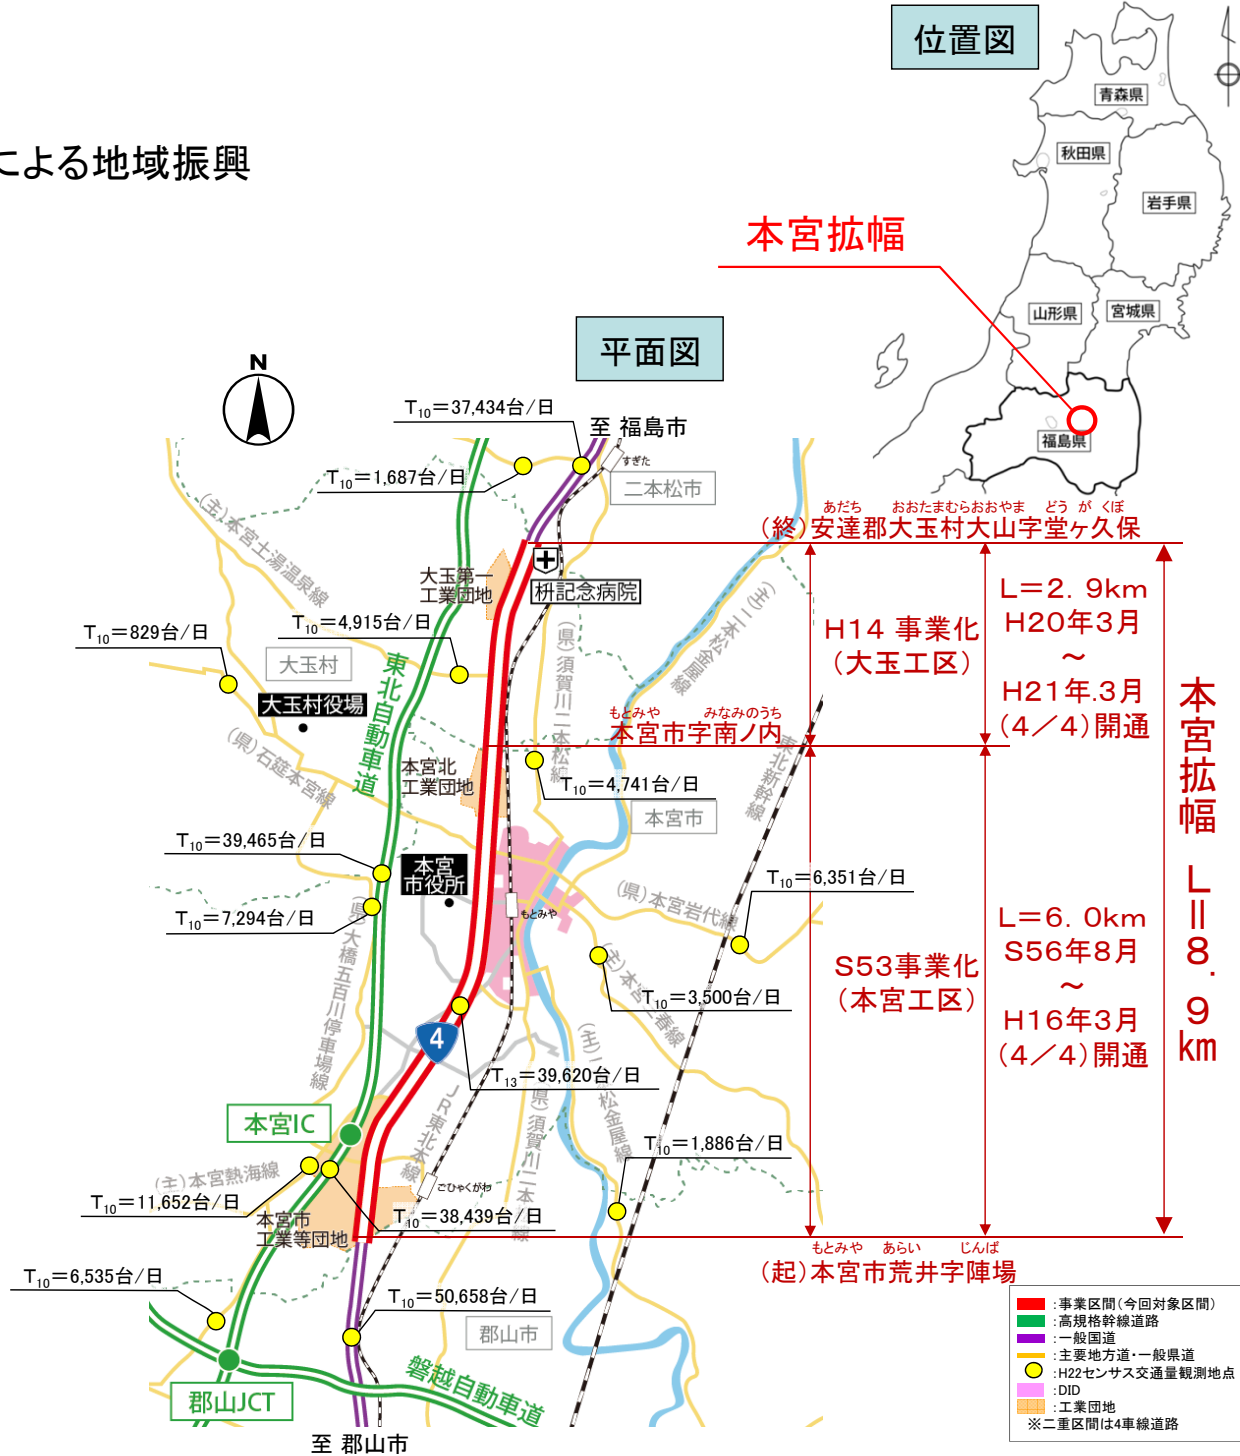 位置図
青森県
秋田県
岩手県
山形県
宮城県
福島県
による地域振興
本宮拡幅
平面図
N
T10＝37,434台/日
至 福島市
すぎた
T10＝1,687台/日
二本松市
(主)本宮土湯温泉線
あだち おおたまむらおおやま どう が くぼ
(終)安達郡大玉村大山字堂ヶ久保
大玉第一
工業団地
枡記念病院
(主)二本松金屋線
T10＝829台/日
T10＝4,915台/日
大玉村
大玉村役場
東北自動車道
(県)須賀川二本松線
H14 事業化
(大玉工区)
L＝2．9km
H20年3月
～
H21年.3月
(4／4)開通
もとみや みなみのうち
本宮市字南ノ内
(県)石筵本宮線
本宮北
工業団地
東北新幹線
T10＝4,741台/日
本宮市
T10＝39,465台/日
本宮
市役所
T10＝7,294台/日
もとみや
(県)本宮岩代線
T10＝6,351台/日
(県)大橋五百川停車場線
(主)本宮三春線
T10＝3,500台/日
S53事業化
(本宮工区)
L＝6．0km
S56年8月
～
H16年3月
(4／4)開通
本宮拡幅 L＝8．9km
4
T13＝39,620台/日
(主)二本松金屋線
(県)須賀川二本松線
JR東北本線
本宮IC
T10＝1,886台/日
(主)本宮熱海線
ごひゃくがわ
T10＝11,652台/日
T10＝38,439台/日
本宮市
工業等団地
もとみや あらい じんば
(起)本宮市荒井字陣場
T10＝6,535台/日
T10＝50,658台/日
郡山市
磐越自動車道
郡山JCT
至 郡山市
：事業区間(今回対象区間)
：高規格幹線道路
：一般国道
：主要地方道・一般県道
：H22センサス交通量観測地点
：DID
：工業団地
※二重区間は4車線道路